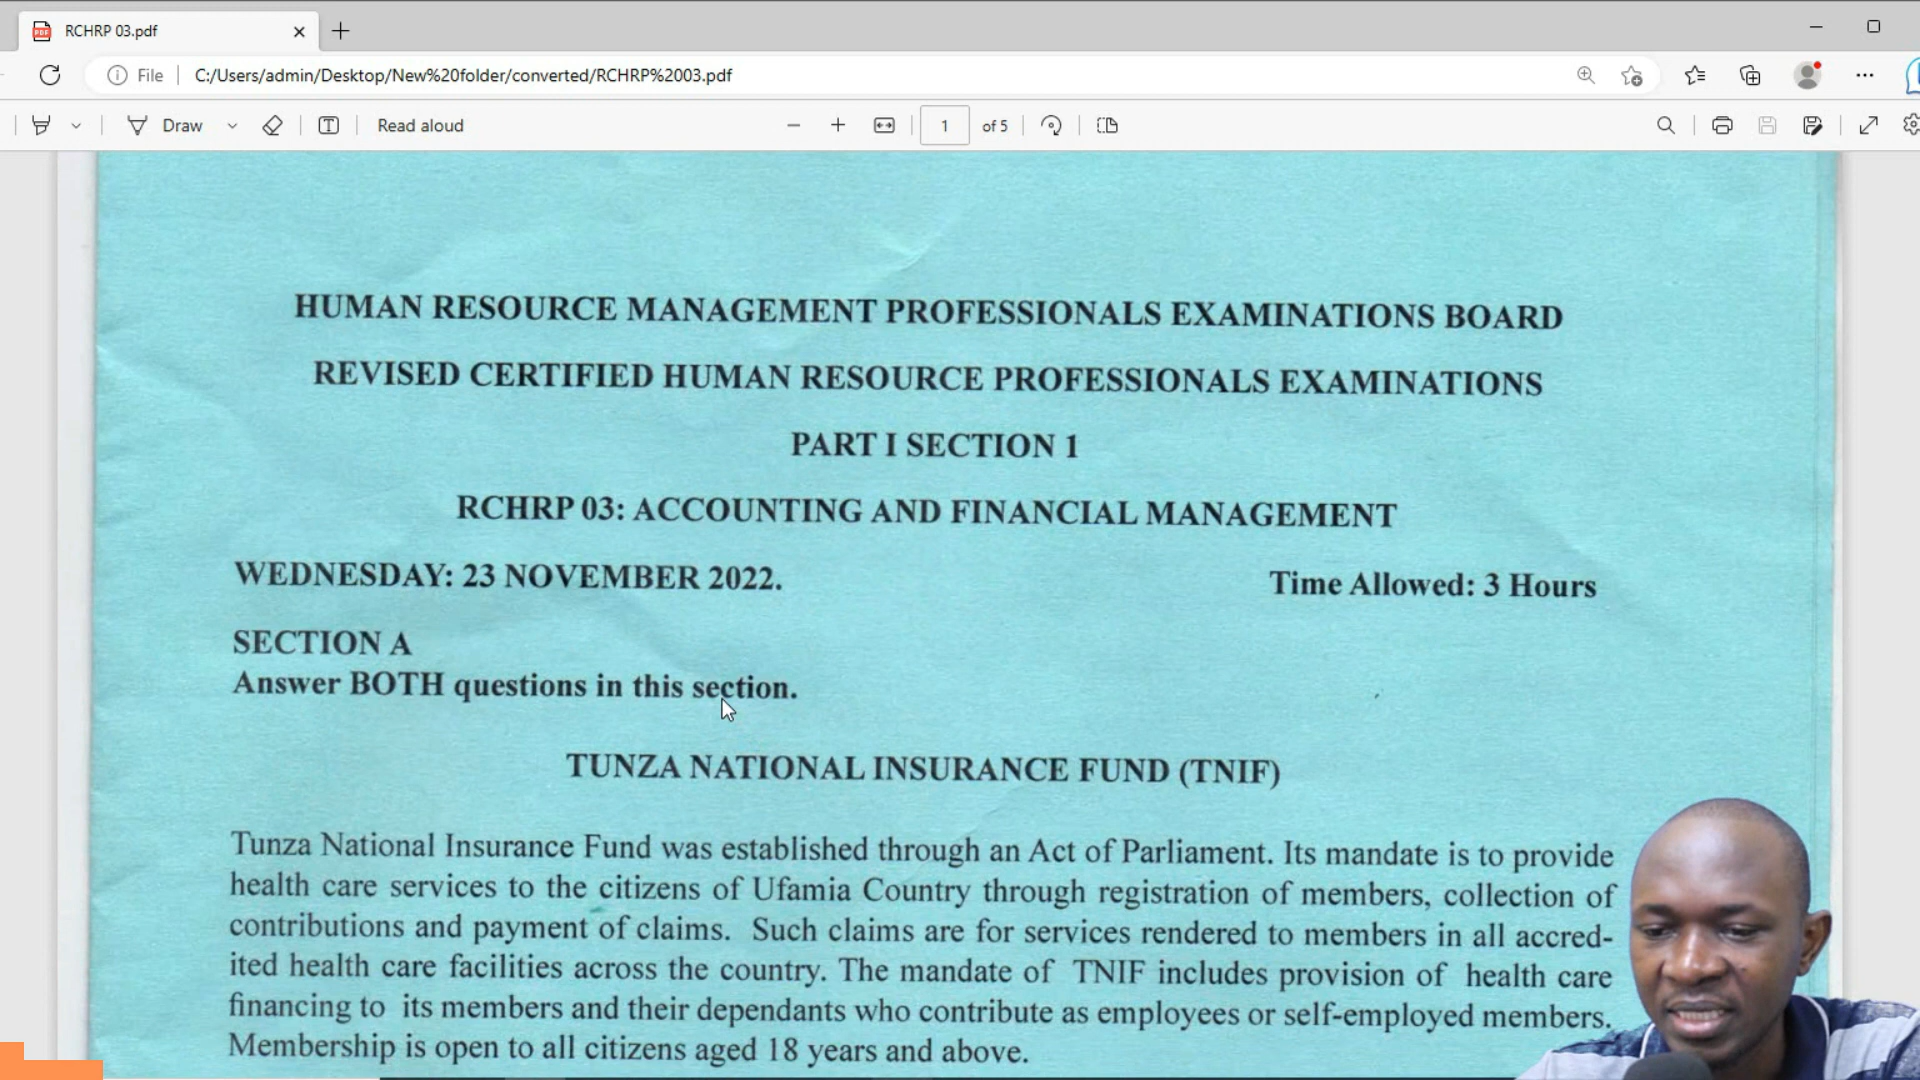 RCHRP 03.pdf
File
C:/Users/admin/Desktop/New%20folder/converted/RCHRP%2003.pdf
Draw
Read aloud
1 of 5
HUMAN RESOURCE MANAGEMENT PROFESSIONALS EXAMINATIONS BOARD
REVISED CERTIFIED HUMAN RESOURCE PROFESSIONALS EXAMINATIONS
PART I SECTION 1
RCHRP 03: ACCOUNTING AND FINANCIAL MANAGEMENT
WEDNESDAY: 23 NOVEMBER 2022. Time Allowed: 3 Hours
SECTION A
Answer BOTH questions in this section.
TUNZA NATIONAL INSURANCE FUND (TNIF)
Tunza National Insurance Fund was established through an Act of Parliament. Its mandate is to provide
health care services to the citizens of Ufamia Country through registration of members, collection of
contributions and payment of claims. Such claims are for services rendered to members in all accred-
ited health care facilities across the country. The mandate of TNIF includes provision of health care
financing to its members and their dependants who contribute as employees or self-employed members.
Membership is open to all citizens aged 18 years and above.